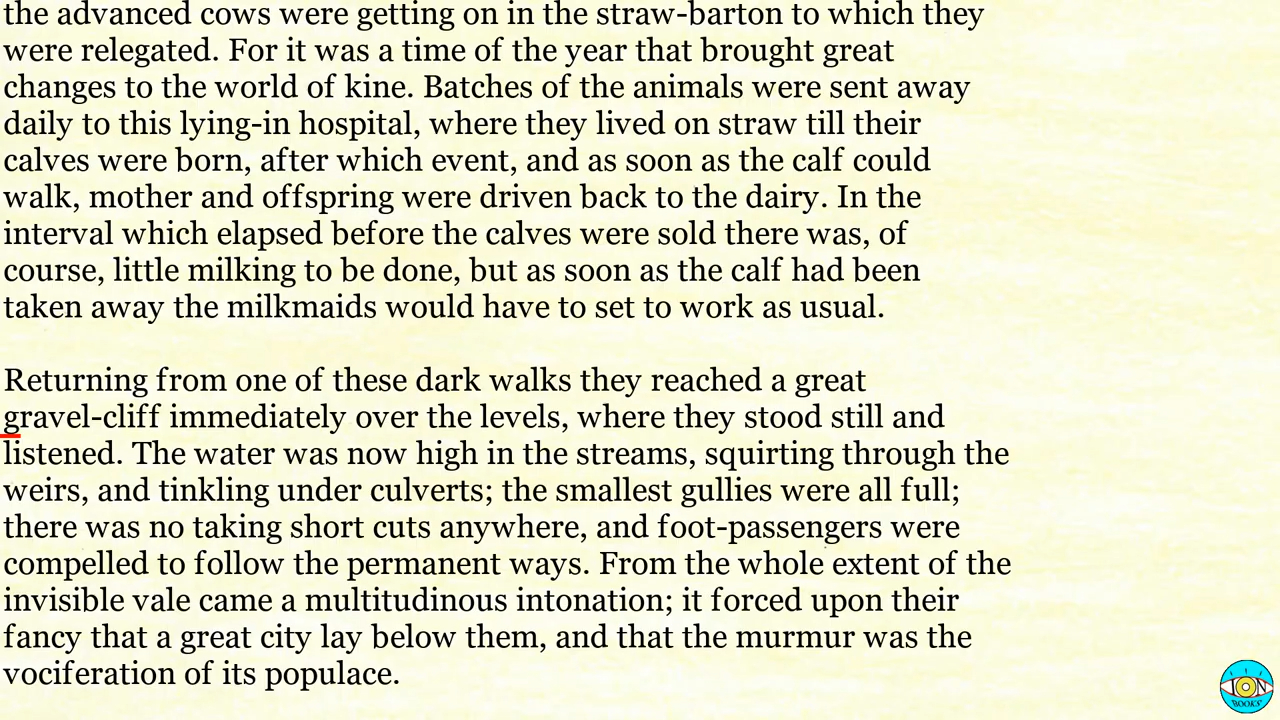 the advanced cows were getting on in the straw-barton to which they
were relegated. For it was a time of the year that brought great
changes to the world of kine. Batches of the animals were sent away
daily to this lying-in hospital, where they lived on straw till their
calves were born, after which event, and as soon as the calf could
walk, mother and offspring were driven back to the dairy. In the
interval which elapsed before the calves were sold there was, of
course, little milking to be done, but as soon as the calf had been
taken away the milkmaids would have to set to work as usual.
Returning from one of these dark walks they reached a great
gravel-cliff immediately over the levels, where they stood still and
listened. The water was now high in the streams, squirting through the
weirs, and tinkling under culverts; the smallest gullies were all full;
there was no taking short cuts anywhere, and foot-passengers were
compelled to follow the permanent ways. From the whole extent of the
invisible vale came a multitudinous intonation; it forced upon their
fancy that a great city lay below them, and that the murmur was the
vociferation of its populace.
ION
BOOKS